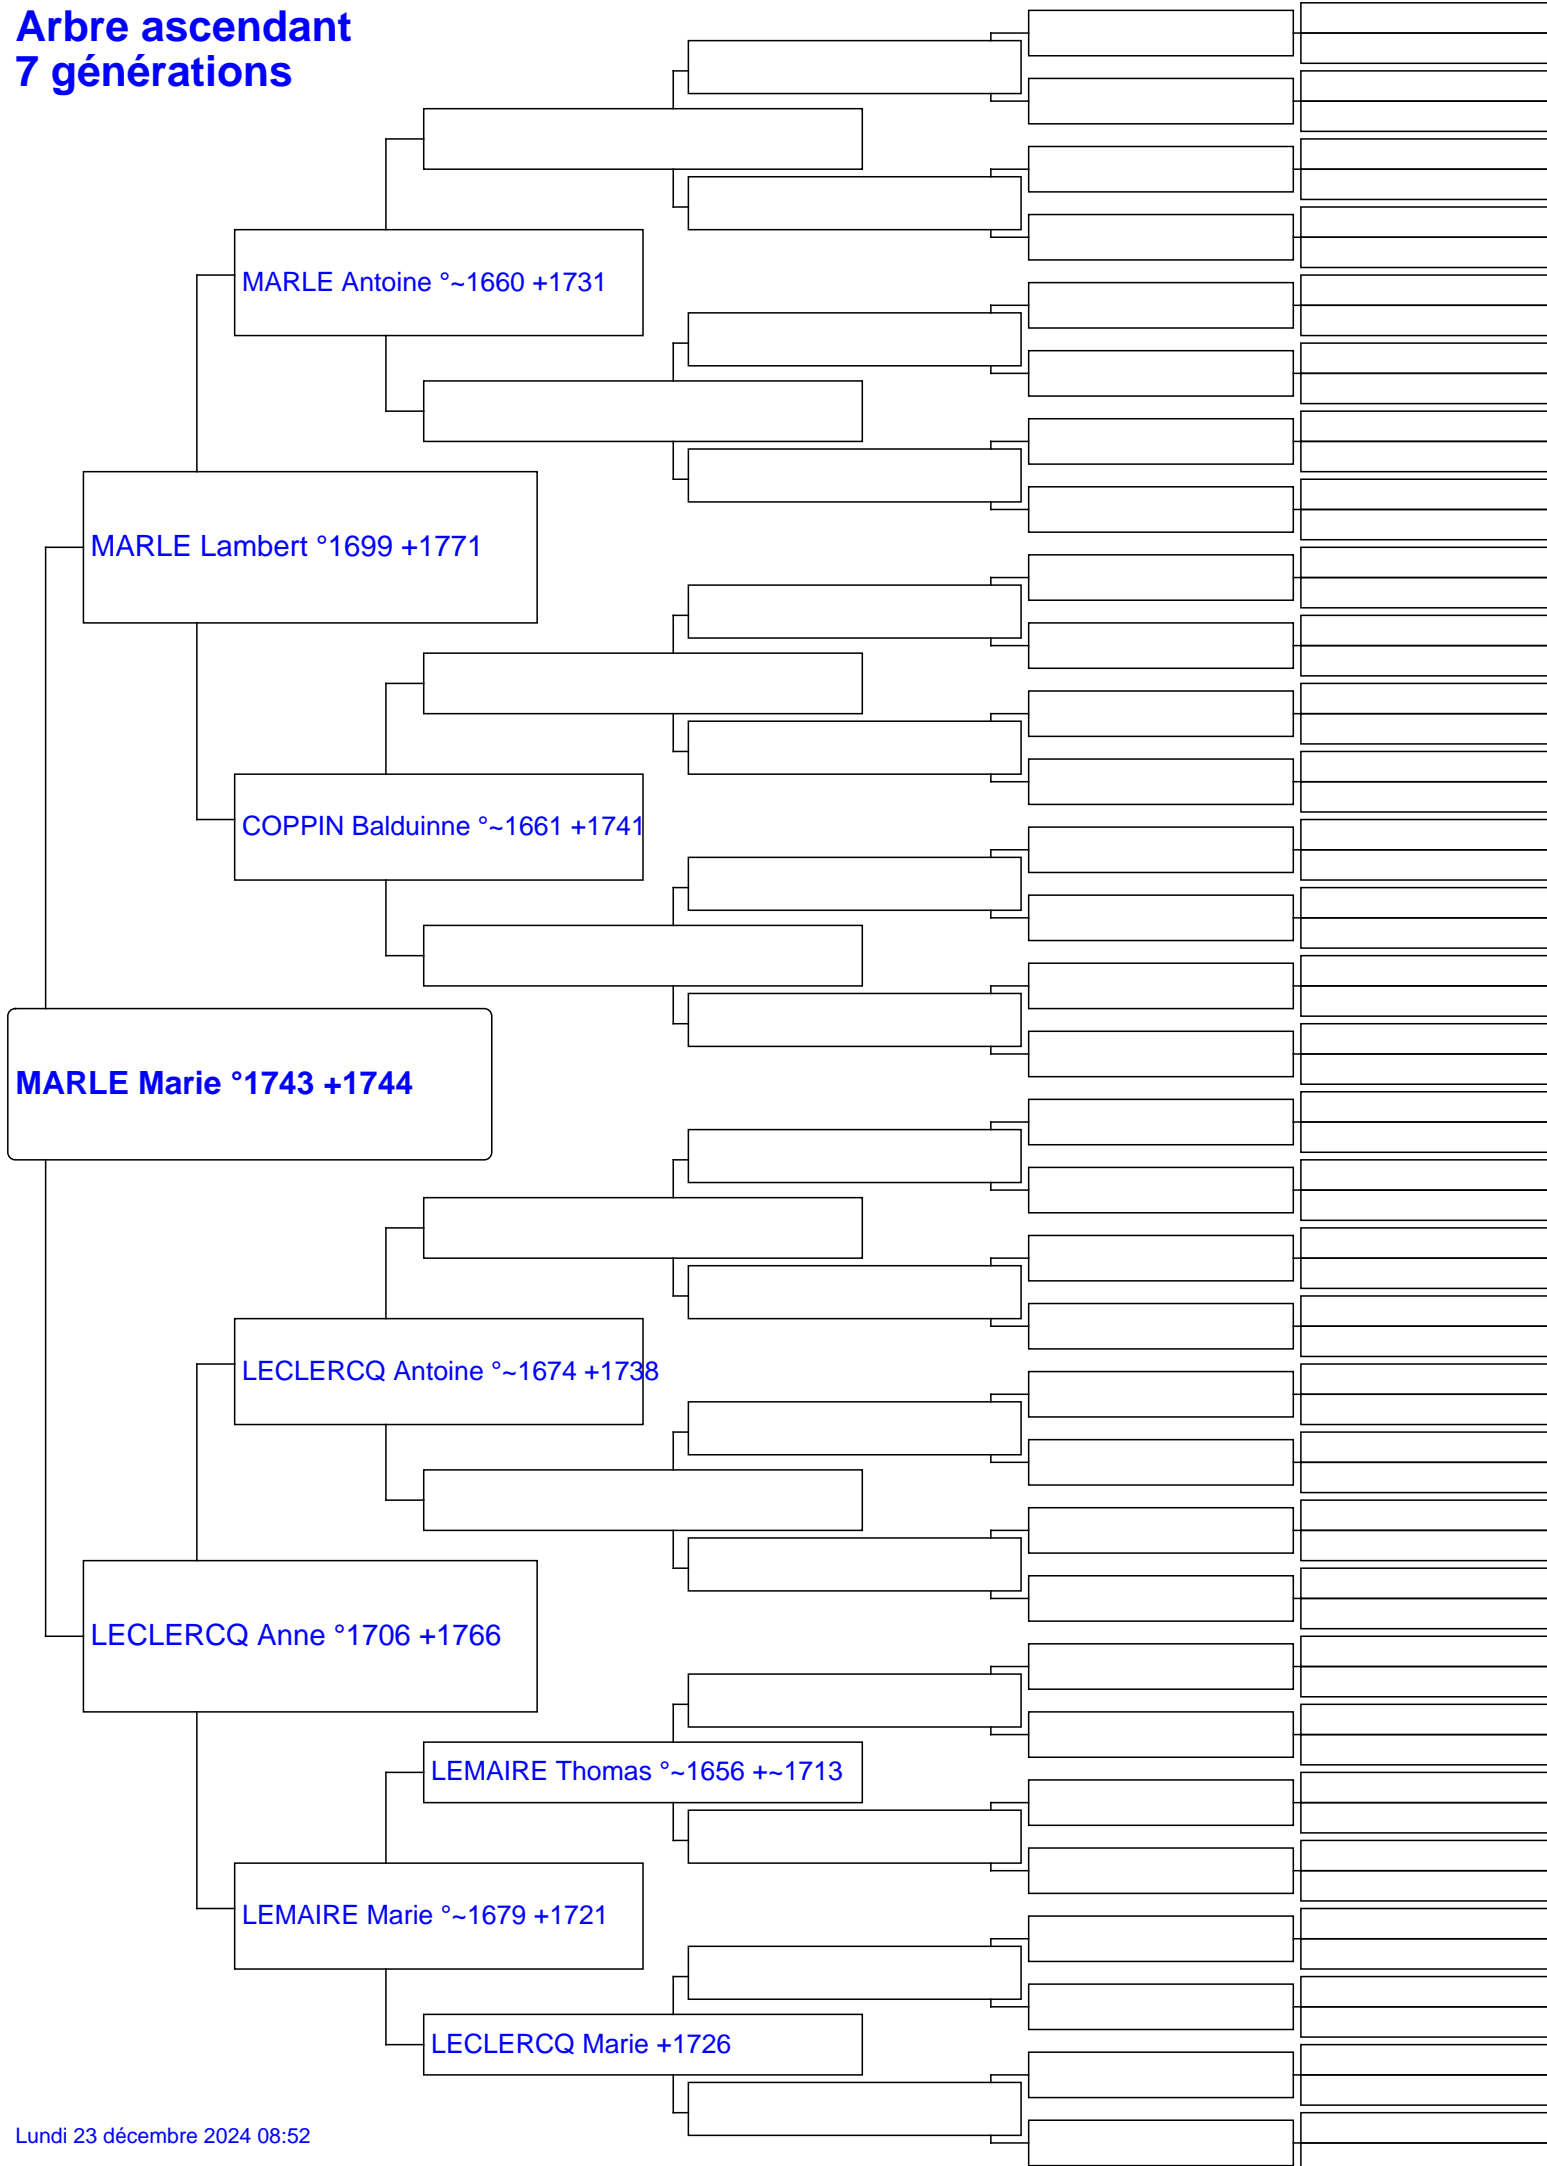 Arbre ascendant
7 générations
MARLE Antoine °~1660 +1731
MARLE Lambert °1699 +1771
COPPIN Balduinne °~1661 +1741
MARLE Marie °1743 +1744
LECLERCQ Antoine °~1674 +1738
LECLERCQ Anne °1706 +1766
LEMAIRE Thomas °~1656 +~1713
LEMAIRE Marie °~1679 +1721
LECLERCQ Marie +1726
Lundi 23 décembre 2024 08:52